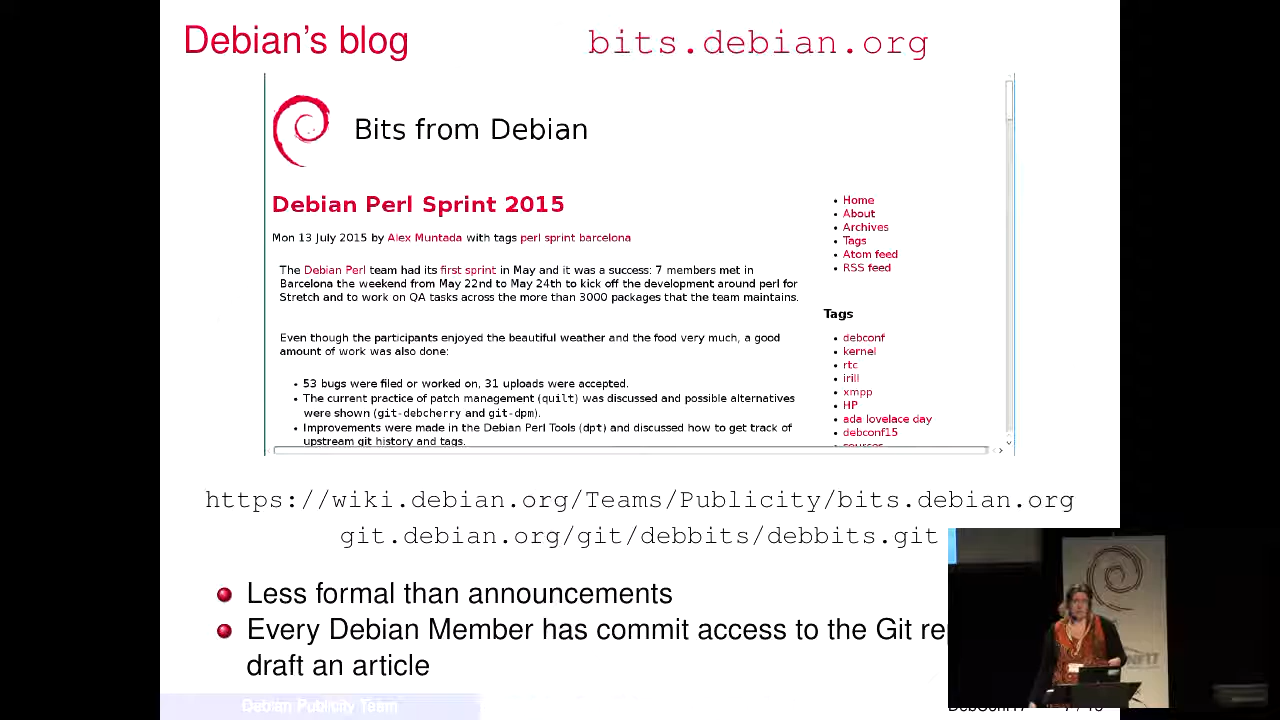 Debian's blog bits.debian.org
Bits from Debian
Debian Perl Sprint 2015
Mon 13 July 2015 by Alex Muntada with tags perl sprint barcelona
The Debian Perl team had its first sprint in May and it was a success: 7 members met in
Barcelona the weekend from May 22nd to May 24th to kick off the development around perl for
Stretch and to work on QA tasks across the more than 3000 packages that the team maintains.
Even though the participants enjoyed the beautiful weather and the food very much, a good
amount of work was also done:
• 53 bugs were filed or worked on, 31 uploads were accepted.
• The current practice of patch management (quilt) was discussed and possible alternatives
were shown (git-debcherry and git-dpm).
• Improvements were made in the Debian Perl Tools (dpt) and discussed how to get track of
upstream git history and tags.
• Home
• About
• Archives
• Tags
• Atom feed
• RSS feed
Tags
• debconf
• kernel
• rtc
• irill
• xmpp
• HP
• ada lovelace day
• debconf15
https://wiki.debian.org/Teams/Publicity/bits.debian.org
git.debian.org/git/debbits/debbits.git
Less formal than announcements
Every Debian Member has commit access to the Git
draft an article
Debian Publicity Team